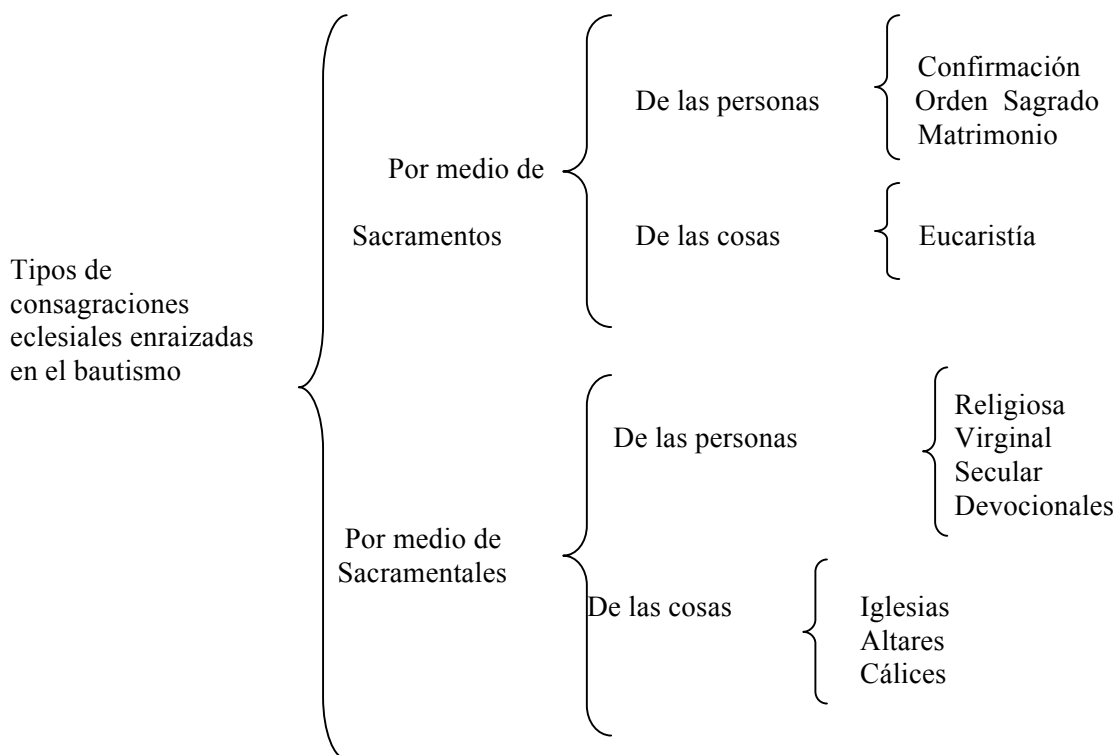 Tipos de
consagraciones
eclesiales enraizadas
en el bautismo
Por medio de
Sacramentos
De las personas
Confirmación
Orden Sagrado
Matrimonio
De las cosas
Eucaristía
Por medio de
Sacramentales
De las personas
Religiosa
Virginal
Secular
Devocionales
De las cosas
Iglesias
Altares
Cálices